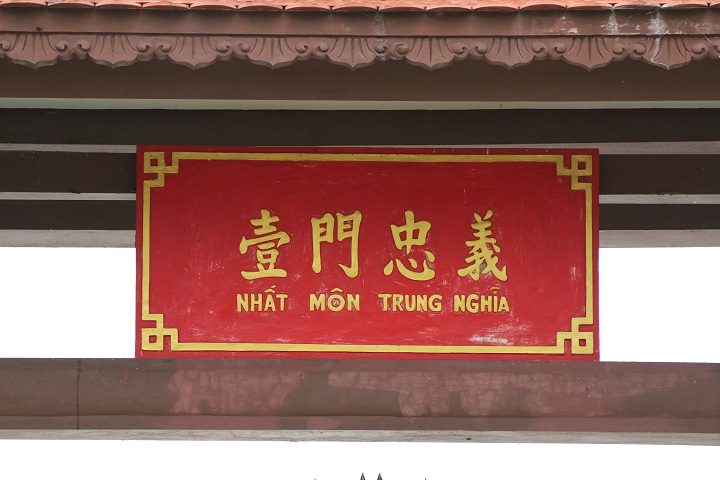 壹門忠義
NHẤT MÔN TRUNG NGHĨA